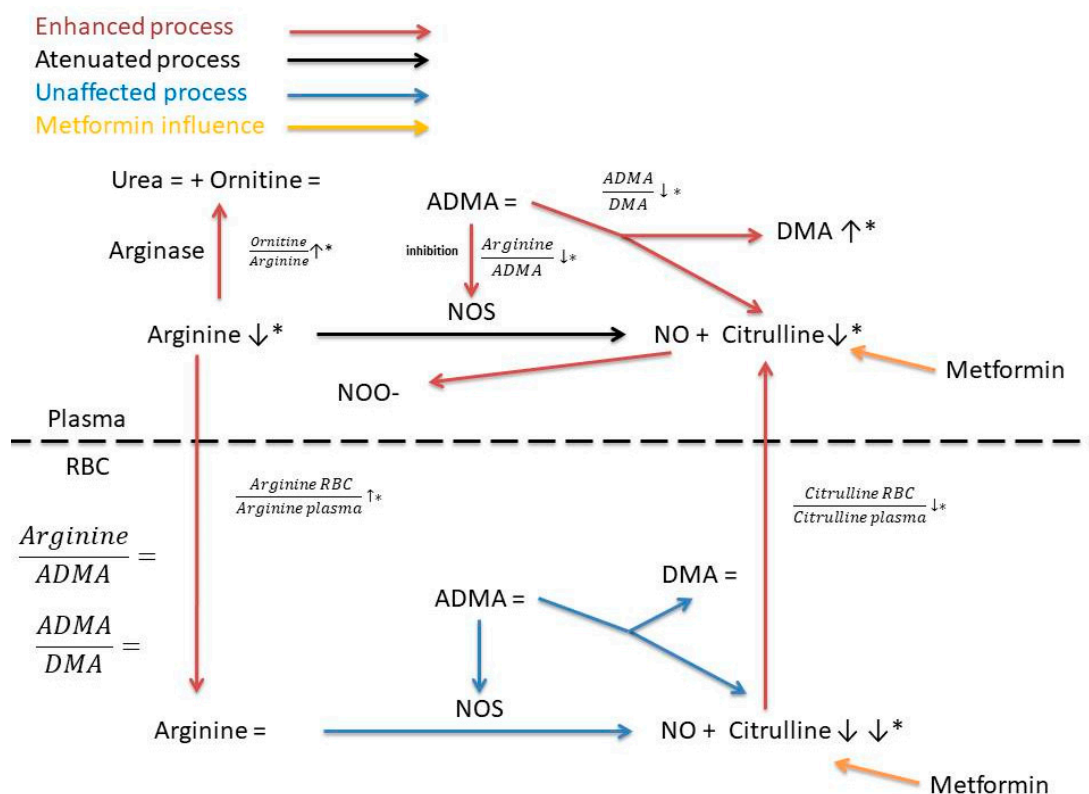 Enhanced process
Atenuated process
Unaffected process
Metformin influence
Urea = + Ornitine =
ADMA =
ADMA
DMA
↓ *
DMA ↑*
Arginase
Ornitine
Arginine
↑*
inhibition
Arginine
ADMA
↓*
NOS
Arginine ↓*
NO + Citrulline ↓*
Metformin
NOO-
Plasma
RBC
Arginine RBC
Arginine plasma
↑*
Citrulline RBC
Citrulline plasma
↓*
Arginine
ADMA
=
ADMA
DMA
=
DMA =
ADMA =
NOS
Arginine =
NO + Citrulline ↓ ↓*
Metformin